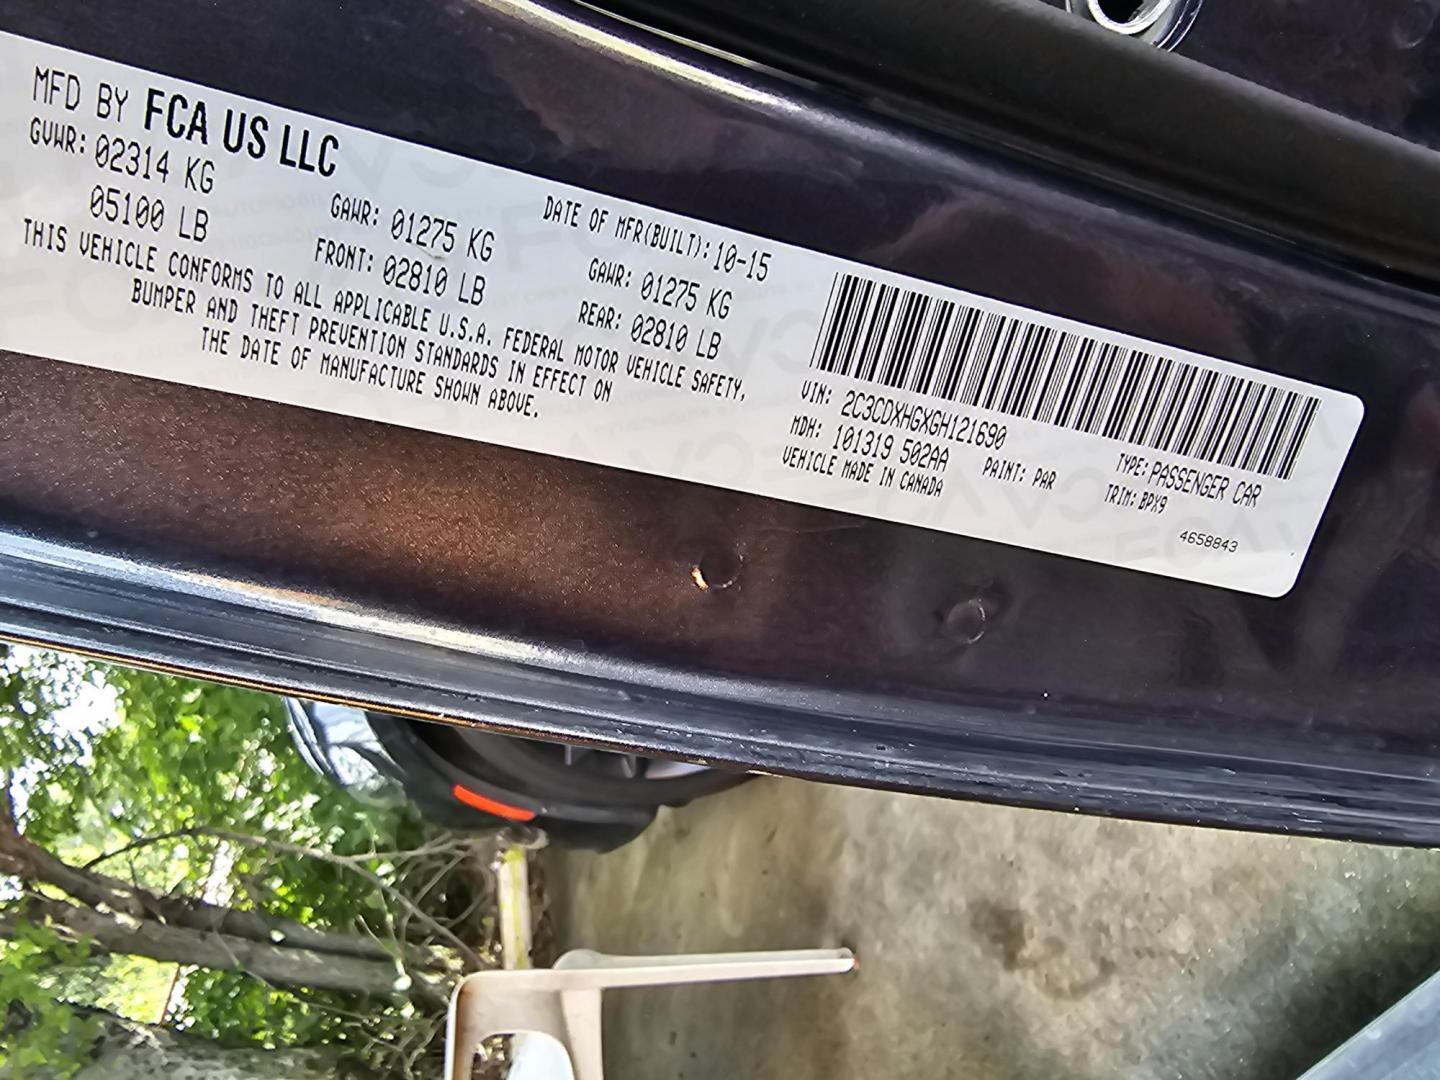 MFD BY FCA US LLC
GVWR: 02314 KG
05100 LB
GAWR: 01275 KG
FRONT: 02810 LB
DATE OF MFR(BUILT): 10-15
GAWR: 01275 KG
REAR: 02810 LB
THIS VEHICLE CONFORMS TO ALL APPLICABLE U.S.A. FEDERAL MOTOR VEHICLE SAFETY,
BUMPER AND THEFT PREVENTION STANDARDS IN EFFECT ON
THE DATE OF MANUFACTURE SHOWN ABOVE.
VIN: 2C3CDXHGXGH121690
MDH: 101319 502AA
PAINT: PAR
TYPE: PASSENGER CAR
TRIM: BPX9
VEHICLE MADE IN CANADA
4658843